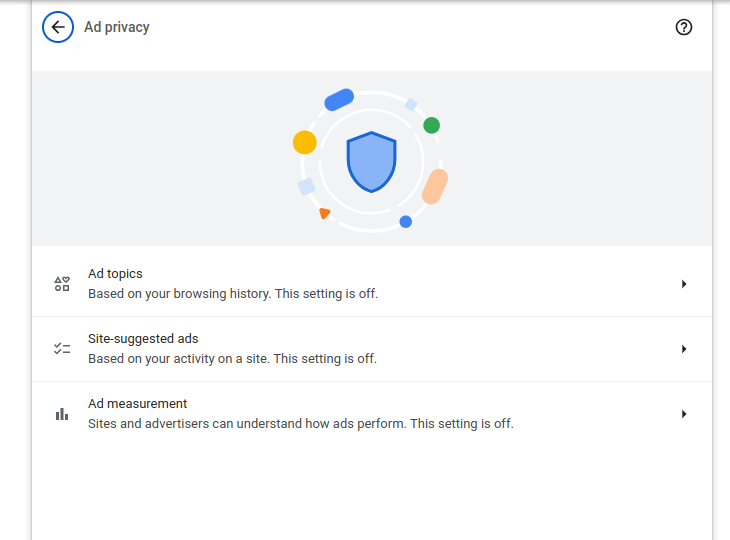 Ad privacy
Ad topics
Based on your browsing history. This setting is off.
Site-suggested ads
Based on your activity on a site. This setting is off.
Ad measurement
Sites and advertisers can understand how ads perform. This setting is off.